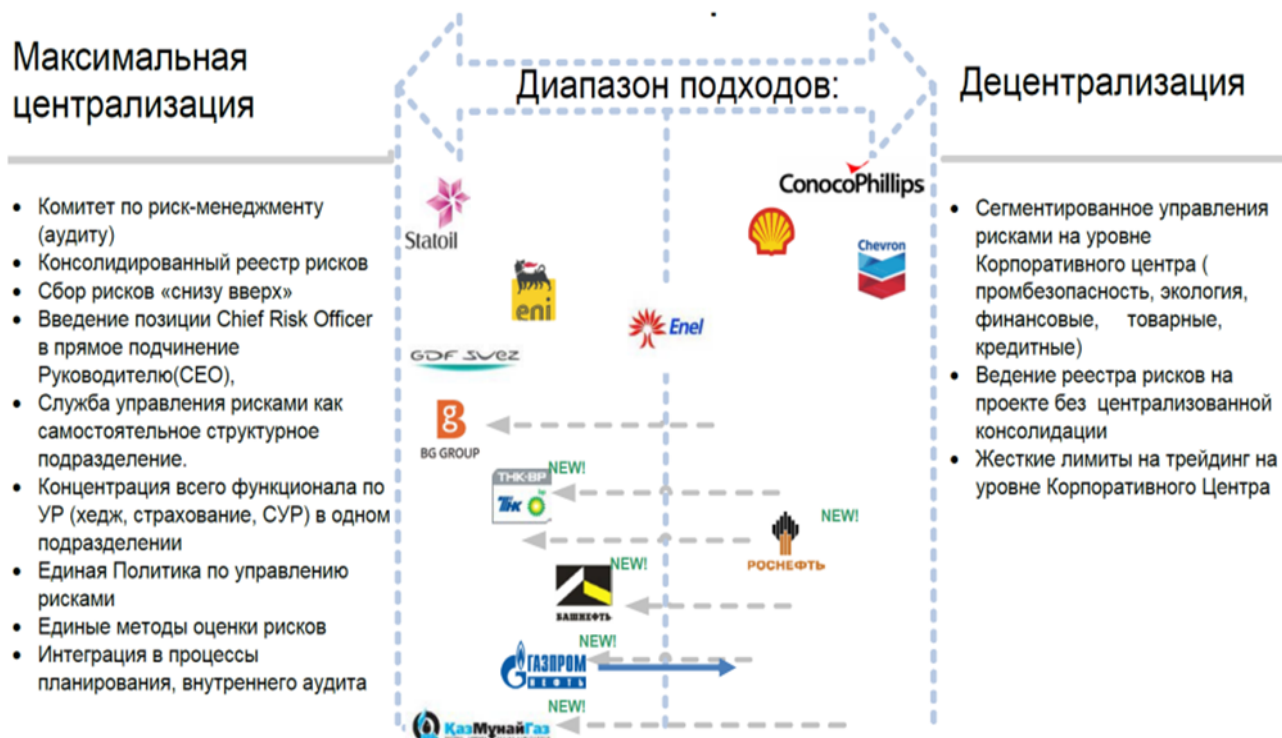 Максимальная
централизация
Диапазон подходов:
Децентрализация
• Комитет по риск-менеджменту
(аудиту)
• Консолидированный реестр рисков
• Сбор рисков «снизу вверх»
• Введение позиции Chief Risk Officer
в прямое подчинение
Руководителю(CEO),
• Служба управления рисками как
самостоятельное структурное
подразделение.
• Концентрация всего функционала по
УР (хедж, страхование, СУР) в одном
подразделении
• Единая Политика по управлению
рисками
• Единые методы оценки рисков
• Интеграция в процессы
планирования, внутреннего аудита
Statoil
ConocoPhillips
Chevron
eni
Enel
GDF SUEZ
g
BG GROUP
NEW!
ТНК-BP
ТНК
bp
NEW!
РОСНЕФТЬ
NEW!
БАШНЕФТЬ
NEW!
ГАЗПРОМ
НЕФТЬ
NEW!
ҚазМұнайГаз
• Сегментированное управления
рисками на уровне
Корпоративного центра (
промбезопасность, экология,
финансовые, товарные,
кредитные)
• Ведение реестра рисков на
проекте без централизованной
консолидации
• Жесткие лимиты на трейдинг на
уровне Корпоративного Центра